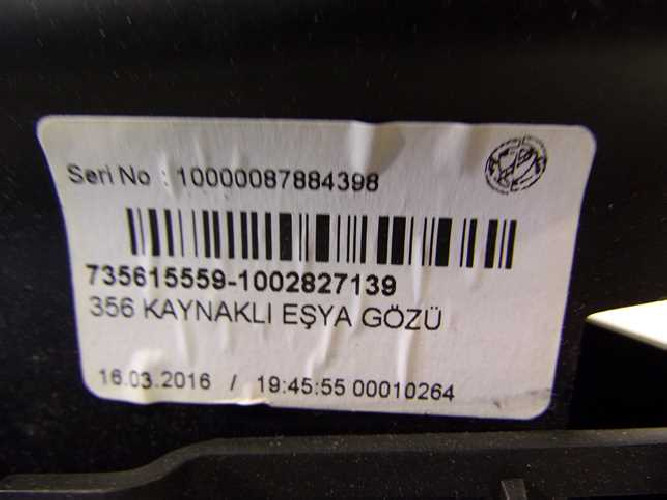 Seri No : 10000087884398
735615559-1002827139
356 KAYNAKLI EŞYA GÖZÜ
16.03.2016 / 19:45:55 00010264